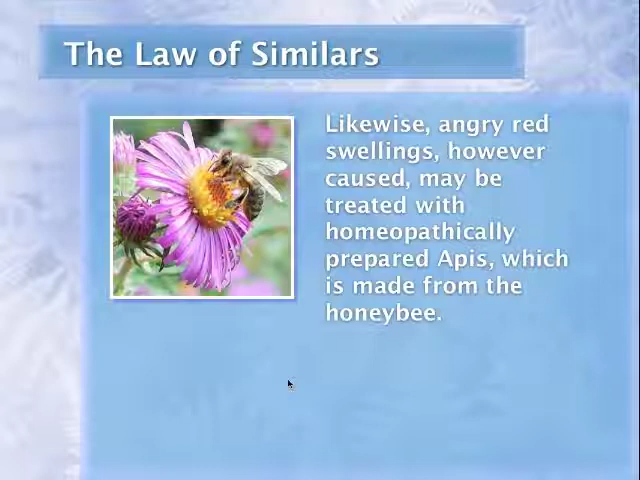 The Law of Similars
Likewise, angry red
swellings, however
caused, may be
treated with
homeopathically
prepared Apis, which
is made from the
honeybee.